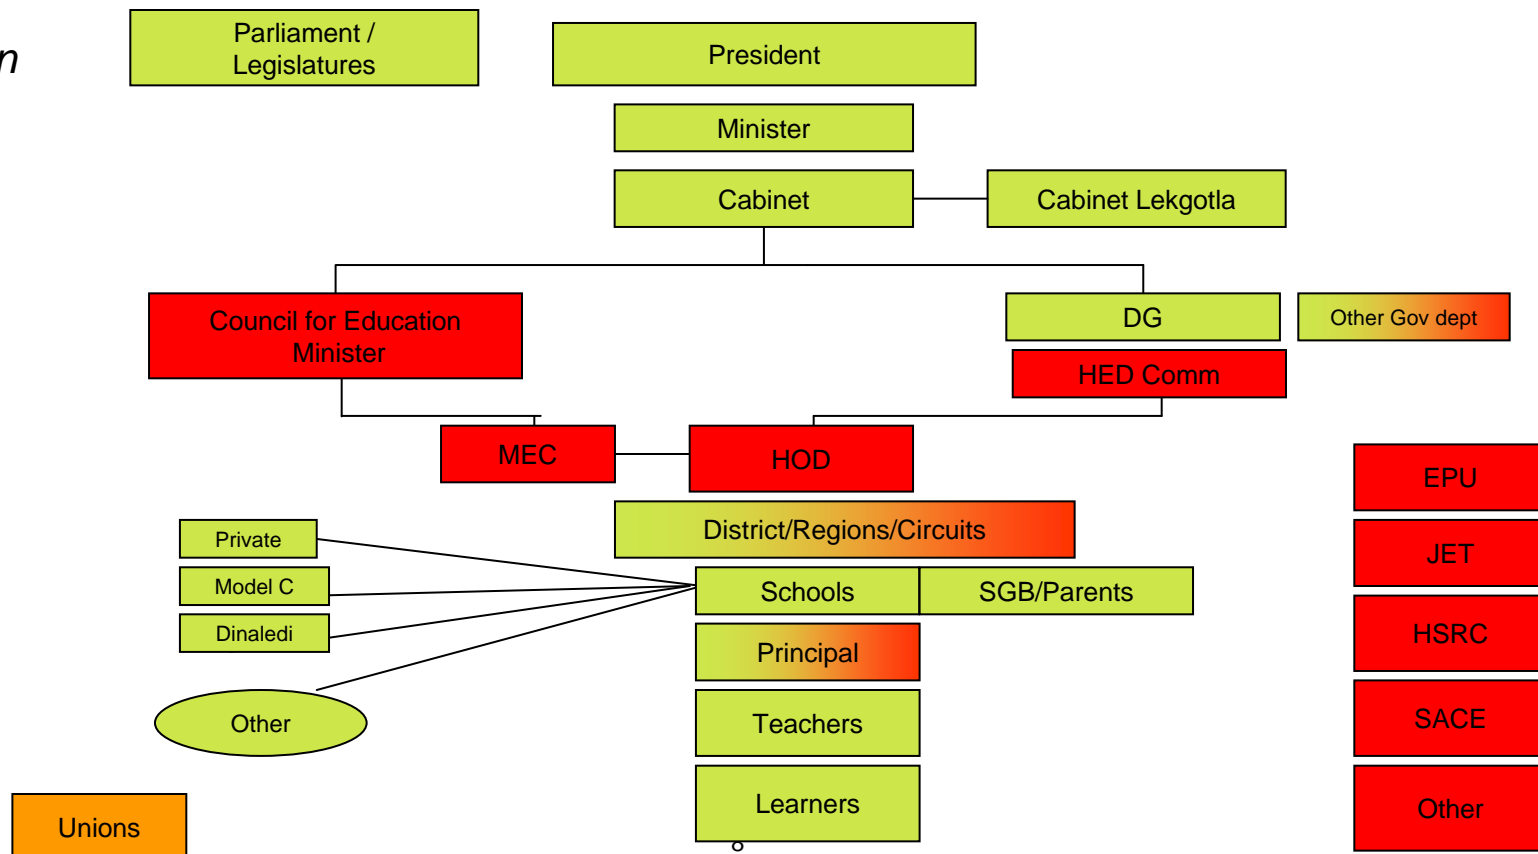 n
Parliament /
Legislatures
President
Minister
Cabinet
Cabinet Lekgotla
Council for Education
Minister
DG
Other Gov dept
HED Comm
MEC
HOD
EPU
District/Regions/Circuits
Private
JET
Model C
Schools
SGB/Parents
Dinaledi
HSRC
Principal
Other
Teachers
SACE
Learners
Other
Unions